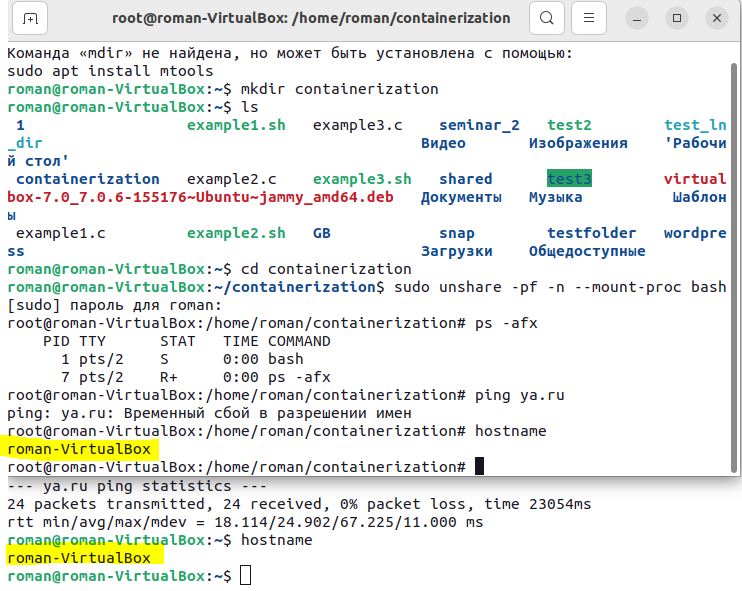 root@roman-VirtualBox: /home/roman/containerization
Команда «mdir» не найдена, но может быть установлена с помощью:
sudo apt install mtools
roman@roman-VirtualBox:~$ mkdir containerization
roman@roman-VirtualBox:~$ ls
1 example1.sh example3.c seminar_2 test2 test_ln
_dir Видео Изображения 'Рабочи
й стол'
containerization example2.c example3.sh shared test3 virtual
box-7.0_7.0.6-155176~Ubuntu~jammy_amd64.deb Документы Музыка Шаблон
ы
example1.c example2.sh GB snap testfolder wordpre
ss Загрузки Общедоступные
roman@roman-VirtualBox:~$ cd containerization
roman@roman-VirtualBox:~/containerization$ sudo unshare -pf -n --mount-proc bash
[sudo] пароль для roman:
root@roman-VirtualBox:/home/roman/containerization# ps -afx
PID TTY STAT TIME COMMAND
1 pts/2 S 0:00 bash
7 pts/2 R+ 0:00 ps -afx
root@roman-VirtualBox:/home/roman/containerization# ping ya.ru
ping: ya.ru: Временный сбой в разрешении имен
root@roman-VirtualBox:/home/roman/containerization# hostname
roman-VirtualBox
root@roman-VirtualBox:/home/roman/containerization#
--- ya.ru ping statistics ---
24 packets transmitted, 24 received, 0% packet loss, time 23054ms
rtt min/avg/max/mdev = 18.114/24.902/67.225/11.000 ms
roman@roman-VirtualBox:~$ hostname
roman-VirtualBox
roman@roman-VirtualBox:~$